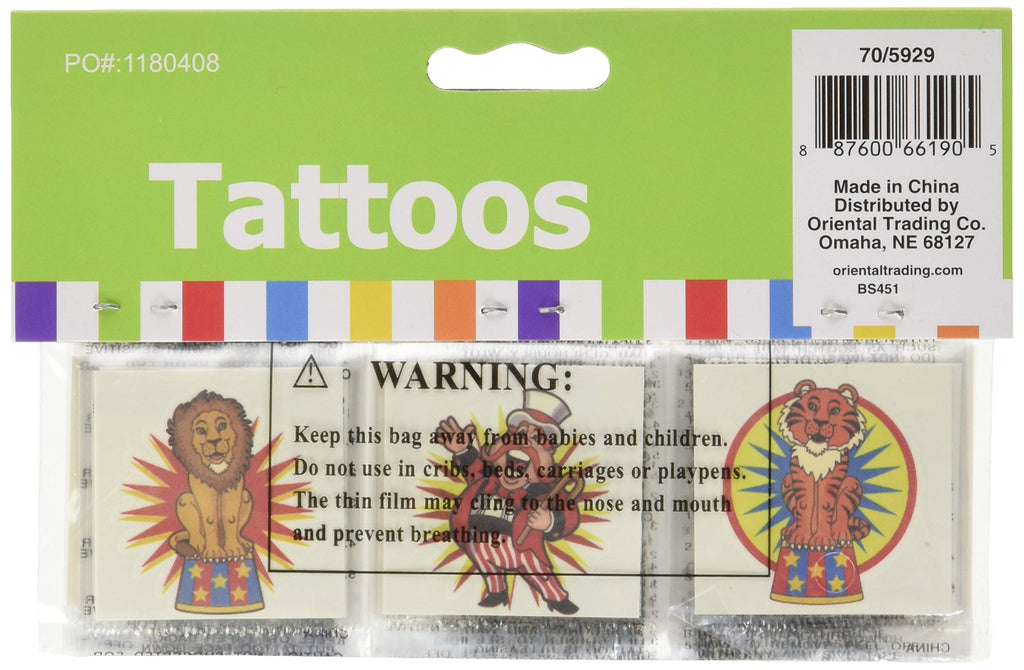 PO#:1180408
Tattoos
70/5929
8 87600 66190 5
Made in China
Distributed by
Oriental Trading Co.
Omaha, NE 68127
orientaltrading.com
BS451
WARNING:
Keep this bag away from babies and children.
Do not use in cribs, beds, carriages or playpens.
The thin film may cling to the nose and mouth
and prevent breathing.